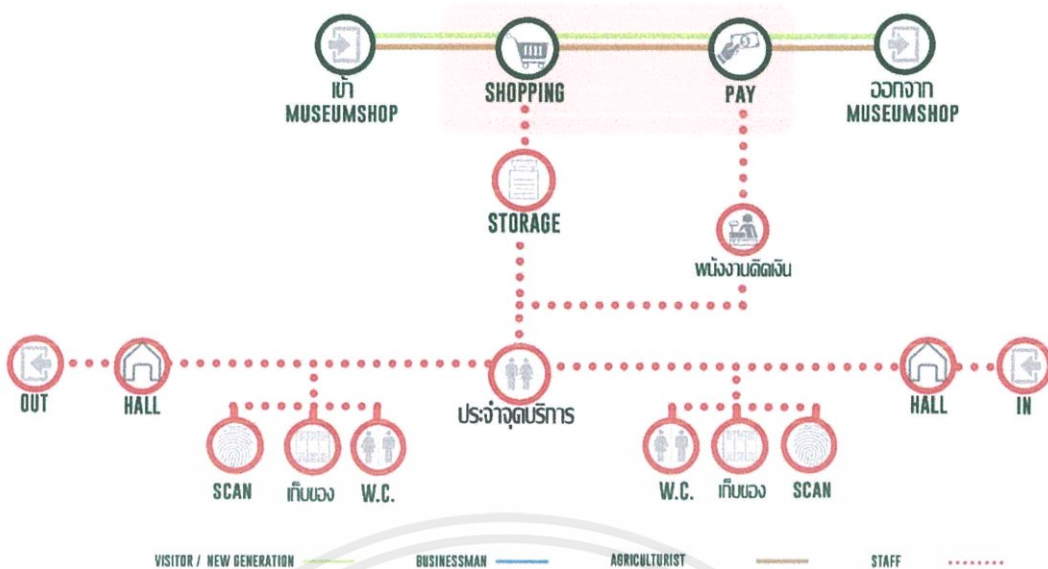 เข้า
MUSEUMSHOP
SHOPPING
PAY
ออกจาก
MUSEUMSHOP
STORAGE
พนังงานคิดเงิน
OUT
HALL
ประจำจุดบริการ
HALL
IN
SCAN
เก็บของ
W.C.
W.C.
เก็บของ
SCAN
VISITOR / NEW GENERATION
BUSINESSMAN
AGRICULTURIST
STAFF